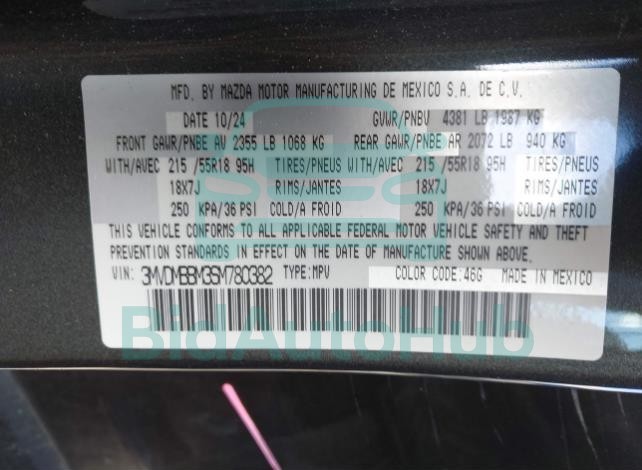 MFD. BY MAZDA MOTOR MANUFACTURING DE MEXICO S.A. DE C.V.
DATE 10/24 GVWR/PNBV 4381 LB 1987 KG
FRONT GAWR/PNBE AV 2355 LB 1068 KG REAR GAWR/PNBE AR 2072 LB 940 KG
WITH/AVEC 215 /55R18 95H TIRES/PNEUS WITH/AVEC 215 /55R18 95H TIRES/PNEUS
18X7J RIMS/JANTES 18X7J RIMS/JANTES
250 KPA/36 PSI COLD/A FROID 250 KPA/36 PSI COLD/A FROID
THIS VEHICLE CONFORMS TO ALL APPLICABLE FEDERAL MOTOR VEHICLE SAFETY AND THEFT
PREVENTION STANDARDS IN EFFECT ON THE DATE OF MANUFACTURE SHOWN ABOVE.
VIN: 3MVDMBBM3SM780382 TYPE:MPV COLOR CODE:46G MADE IN MEXICO
BidAutoHub